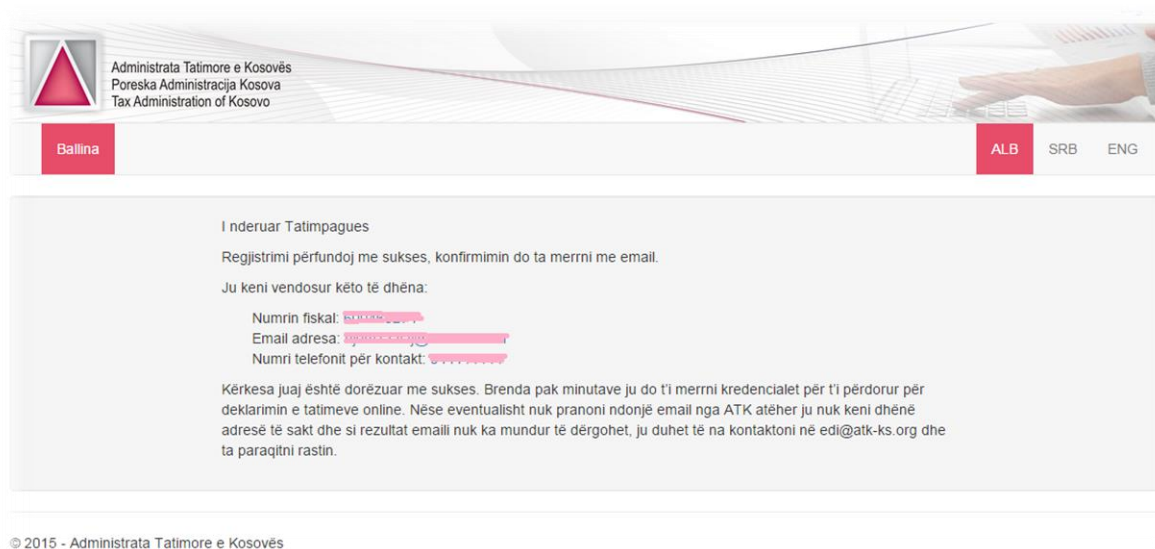 Administrata Tatimore e Kosovës
Poreska Administracija Kosova
Tax Administration of Kosovo
Ballina
ALB SRB ENG
I nderuar Tatimpagues
Regjistrimi përfundoj me sukses, konfirmimin do ta merrni me email.
Ju keni vendosur këto të dhëna:
Numrin fiskal:
Email adresa:
Numri telefonit për kontakt:
Kërkesa juaj është dorëzuar me sukses. Brenda pak minutave ju do t'i merrni kredencialet për t'i përdorur për
deklarimin e tatimeve online. Nëse eventualisht nuk pranoni ndonjë email nga ATK atëher ju nuk keni dhënë
adresë të sakt dhe si rezultat emaili nuk ka mundur të dërgohet, ju duhet të na kontaktoni në edi@atk-ks.org dhe
ta paraqitni rastin.
© 2015 - Administrata Tatimore e Kosovës